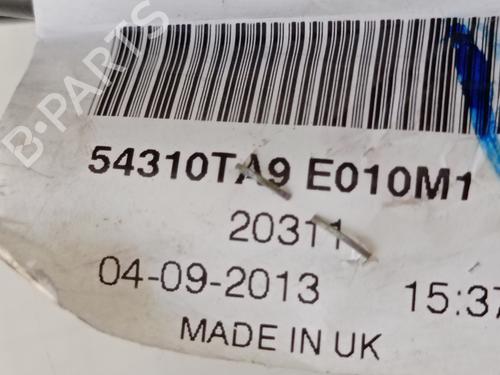 B-PARTS
54310TA9 E010M1
20311
04-09-2013 15:37
MADE IN UK